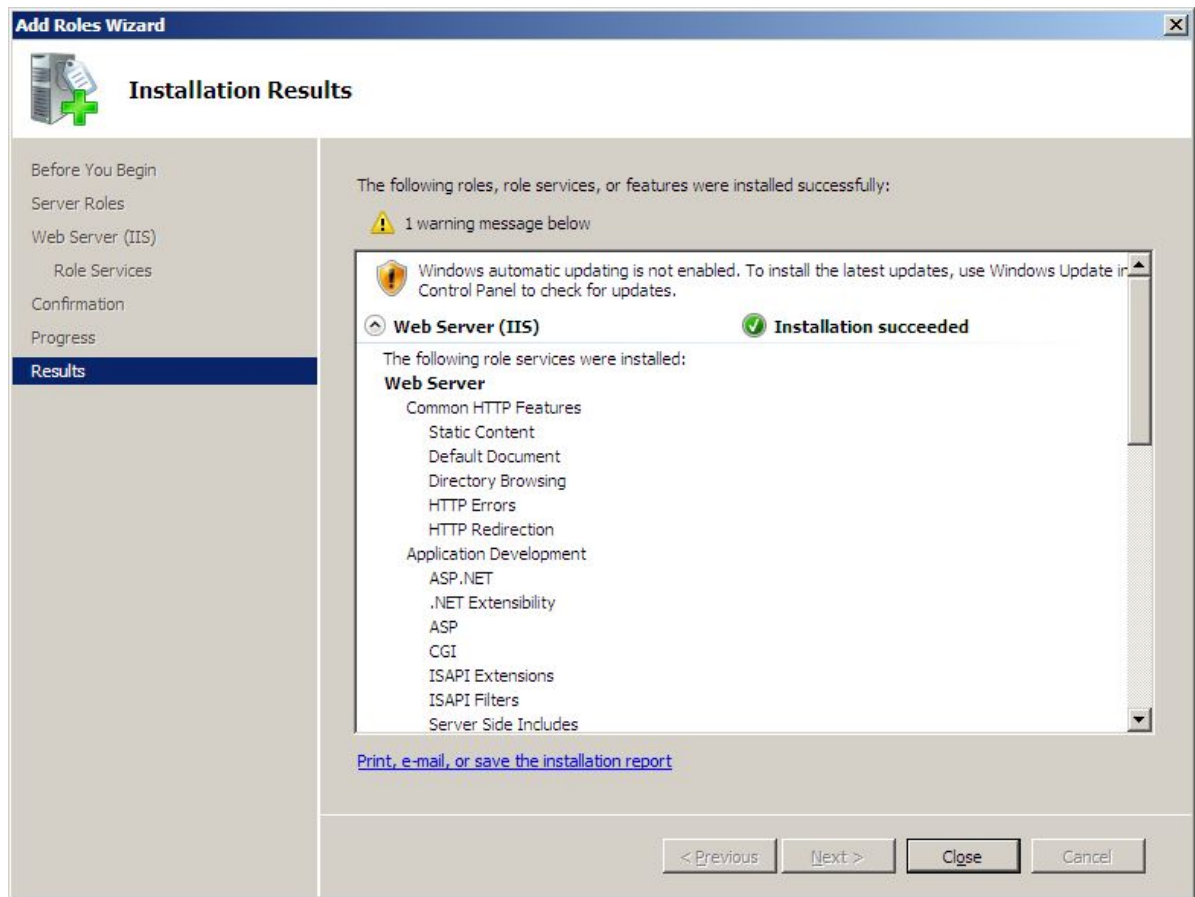 Add Roles Wizard
Installation Results
Before You Begin
Server Roles
Web Server (IIS)
Role Services
Confirmation
Progress
Results
The following roles, role services, or features were installed successfully:
1 warning message below
Windows automatic updating is not enabled. To install the latest updates, use Windows Update in
Control Panel to check for updates.
Web Server (IIS) Installation succeeded
The following role services were installed:
Web Server
Common HTTP Features
Static Content
Default Document
Directory Browsing
HTTP Errors
HTTP Redirection
Application Development
ASP.NET
.NET Extensibility
ASP
CGI
ISAPI Extensions
ISAPI Filters
Server Side Includes
Print, e-mail, or save the installation report
< Previous Next > Close Cancel